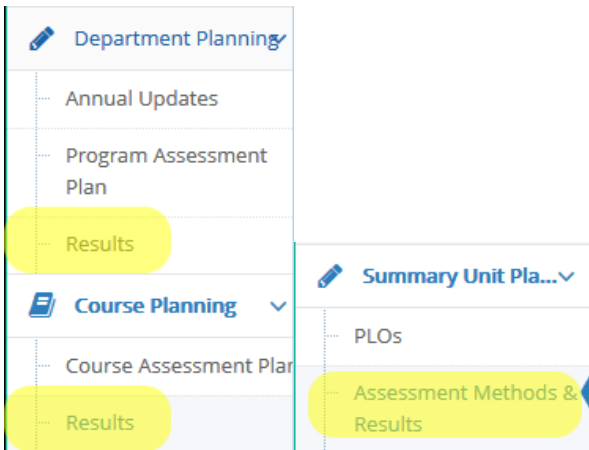 Department Planning
Annual Updates
Program Assessment
Plan
Results
Course Planning
Course Assessment Plan
Results
Summary Unit Pla...
PLOs
Assessment Methods &
Results